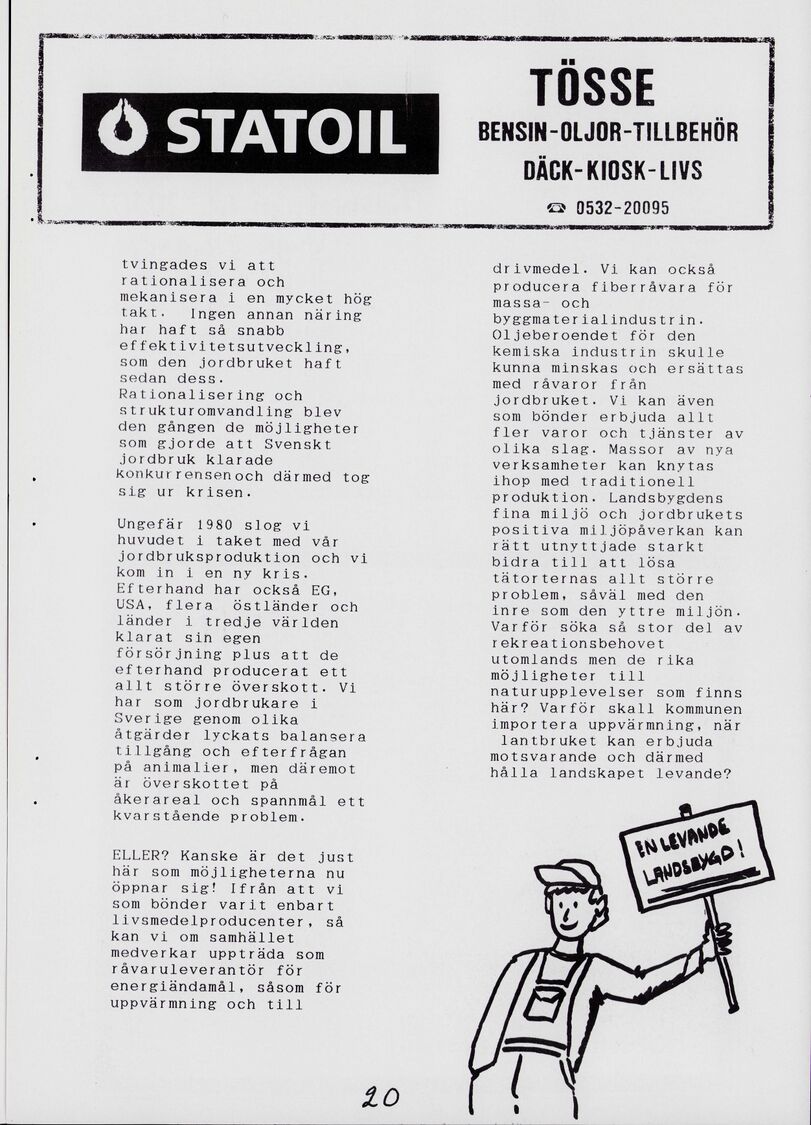 STATOIL
TÖSSE
BENSIN-OLJOR-TILLBEHÖR
DÄCK-KIOSK-LIVS
☎ 0532-20095
tvingades vi att
rationalisera och
mekanisera i en mycket hög
takt. Ingen annan näring
har haft så snabb
effektivitetsutveckling,
som den jordbruket haft
sedan dess.
Rationalisering och
strukturomvandling blev
den gången de möjligheter
som gjorde att Svenskt
jordbruk klarade
konkurrensenoch därmed tog
sig ur krisen.
Ungefär 1980 slog vi
huvudet i taket med vår
jordbruksproduktion och vi
kom in i en ny kris.
Efterhand har också EG,
USA, flera östländer och
länder i tredje världen
klarat sin egen
försörjning plus att de
efterhand producerat ett
allt större överskott. Vi
har som jordbrukare i
Sverige genom olika
åtgärder lyckats balansera
tillgång och efterfrågan
på animalier, men däremot
är överskottet på
åkerareal och spannmål ett
kvarstående problem.
ELLER? Kanske är det just
här som möjligheterna nu
öppnar sig! Ifrån att vi
som bönder varit enbart
livsmedelproducenter, så
kan vi om samhället
medverkar uppträda som
råvaruleverantör för
energiändamål, såsom för
uppvärmning och till
drivmedel. Vi kan också
producera fiberråvara för
massa- och
byggmaterialindustrin.
Oljeberoendet för den
kemiska industrin skulle
kunna minskas och ersättas
med råvaror från
jordbruket. Vi kan även
som bönder erbjuda allt
fler varor och tjänster av
olika slag. Massor av nya
verksamheter kan knytas
ihop med traditionell
produktion. Landsbygdens
fina miljö och jordbrukets
positiva miljöpåverkan kan
rätt utnyttjade starkt
bidra till att lösa
tätorternas allt större
problem, såväl med den
inre som den yttre miljön.
Varför söka så stor del av
rekreationsbehovet
utomlands men de rika
möjligheter till
naturupplevelser som finns
här? Varför skall kommunen
importera uppvärmning, när
lantbruket kan erbjuda
motsvarande och därmed
hålla landskapet levande?
EN LEVANDE
LANDSBYGD!
20